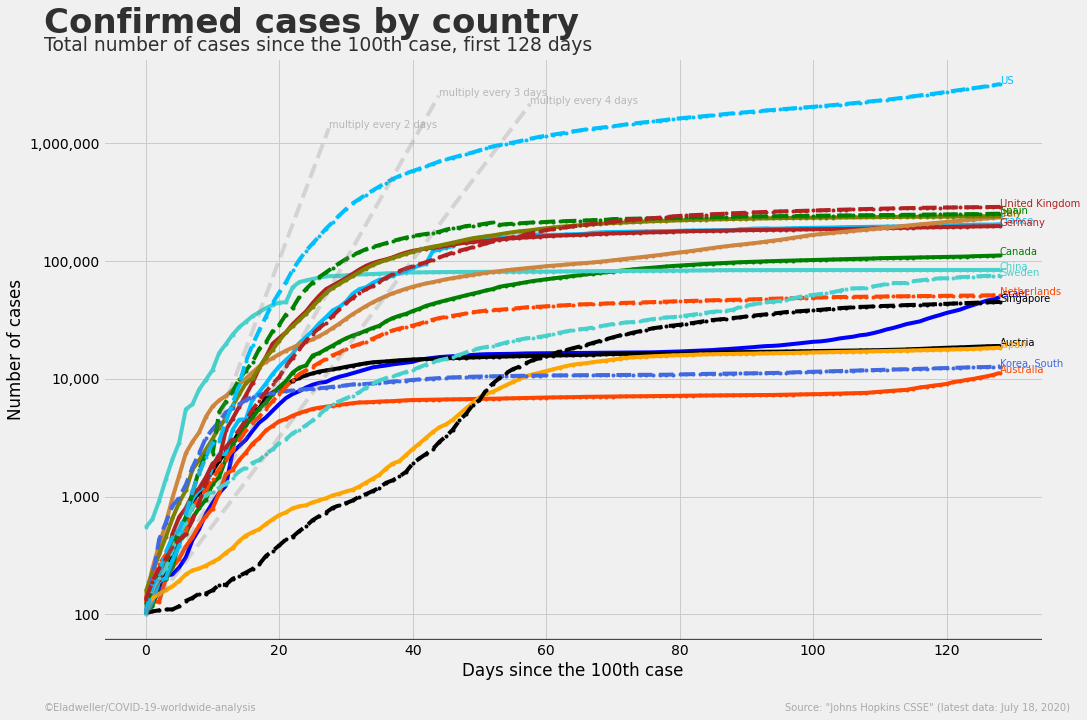 Confirmed cases by country
Total number of cases since the 100th case, first 128 days
US
multiply every 3 days
multiply every 4 days
multiply every 2 days
1,000,000
United Kingdom
Spain
Italy
France
Germany
100,000
Canada
China
Sweden
Netherlands
Israel
Singapore
Austria
10,000
Korea, South
Australia
1,000
100
Number of cases
0
20
40
60
80
100
120
Days since the 100th case
©Eladweller/COVID-19-worldwide-analysis
Source: "Johns Hopkins CSSE" (latest data: July 18, 2020)